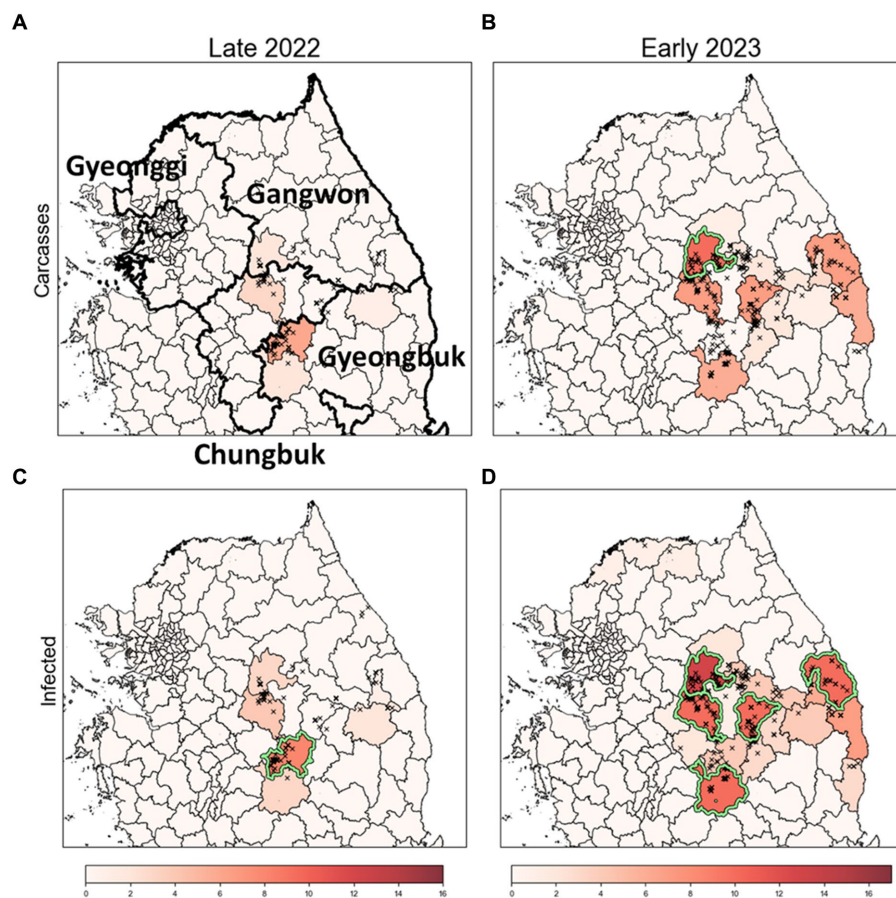 A
B
Late 2022
Early 2023
Gyeonggi
Gangwon
Carcasses
Gyeongbuk
Chungbuk
C
D
Infected
0 2 4 6 8 10 12 14 16
0 2 4 6 8 10 12 14 16